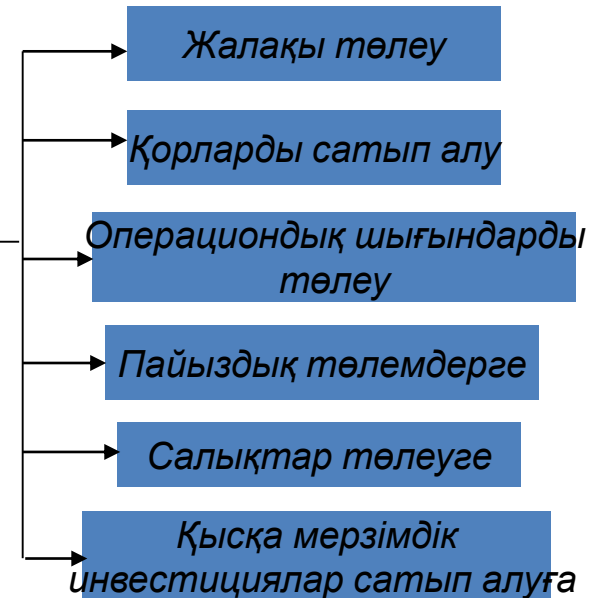 Жалақы төлеу
Қорларды сатып алу
Операциондық шығындарды
төлеу
Пайыздық төлемдерге
Салықтар төлеуге
Қысқа мерзімдік
инвестициялар сатып алуға